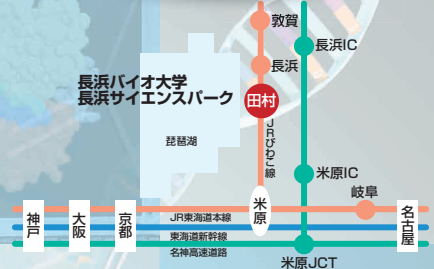 敦賀
長浜IC
長浜
長浜バイオ大学
長浜サイエンスパーク
田村
琵琶湖
JRびわこ線
米原IC
岐阜
神戸
大阪
京都
米原
名古屋
JR東海道本線
東海道新幹線
名神高速道路
米原JCT